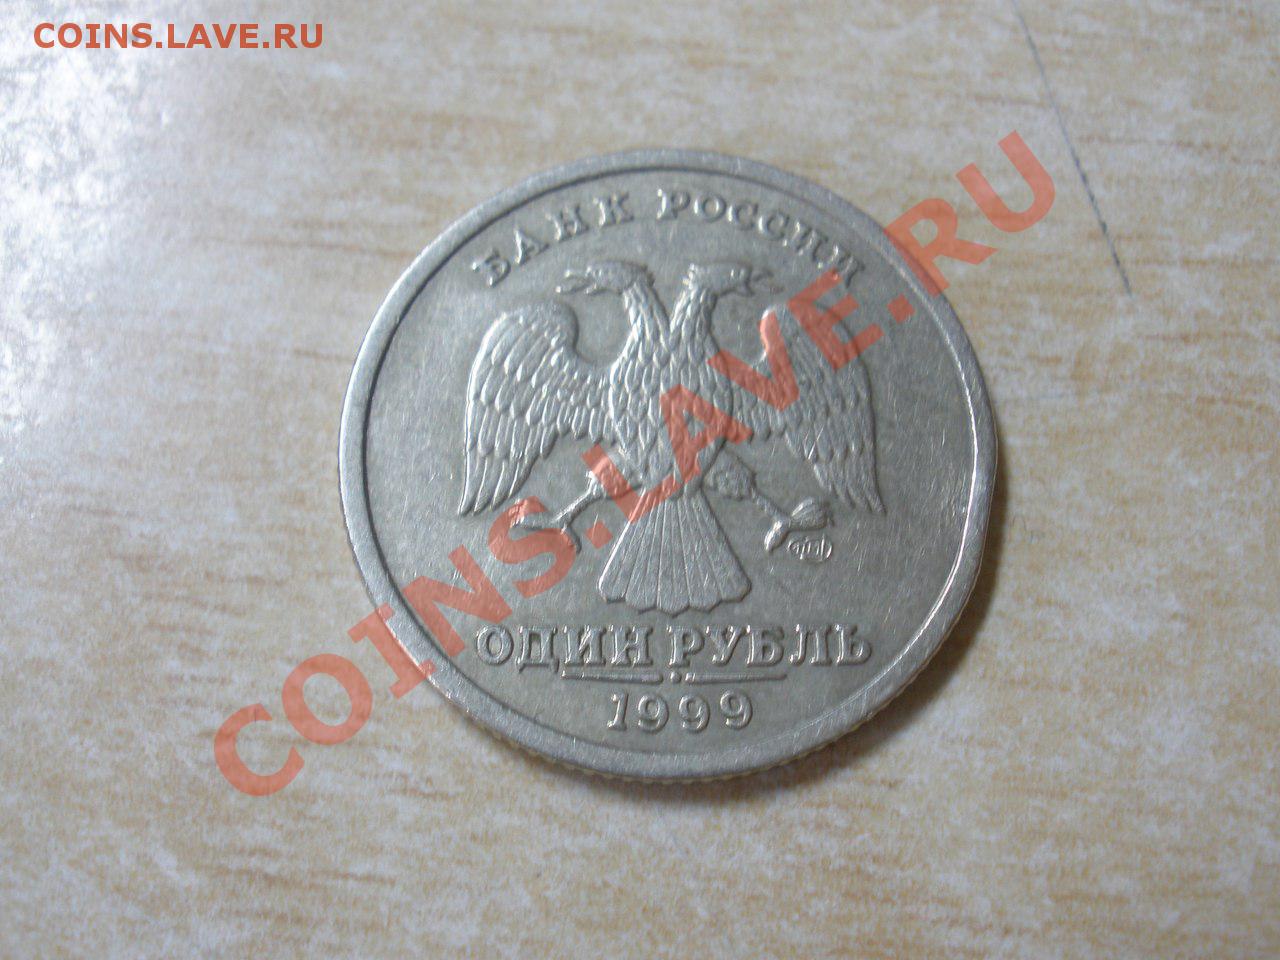 COINS.LAVE.RU
БАНК РОССИИ
COINS.LAVE.RU
ОДИН РУБЛЬ
1999